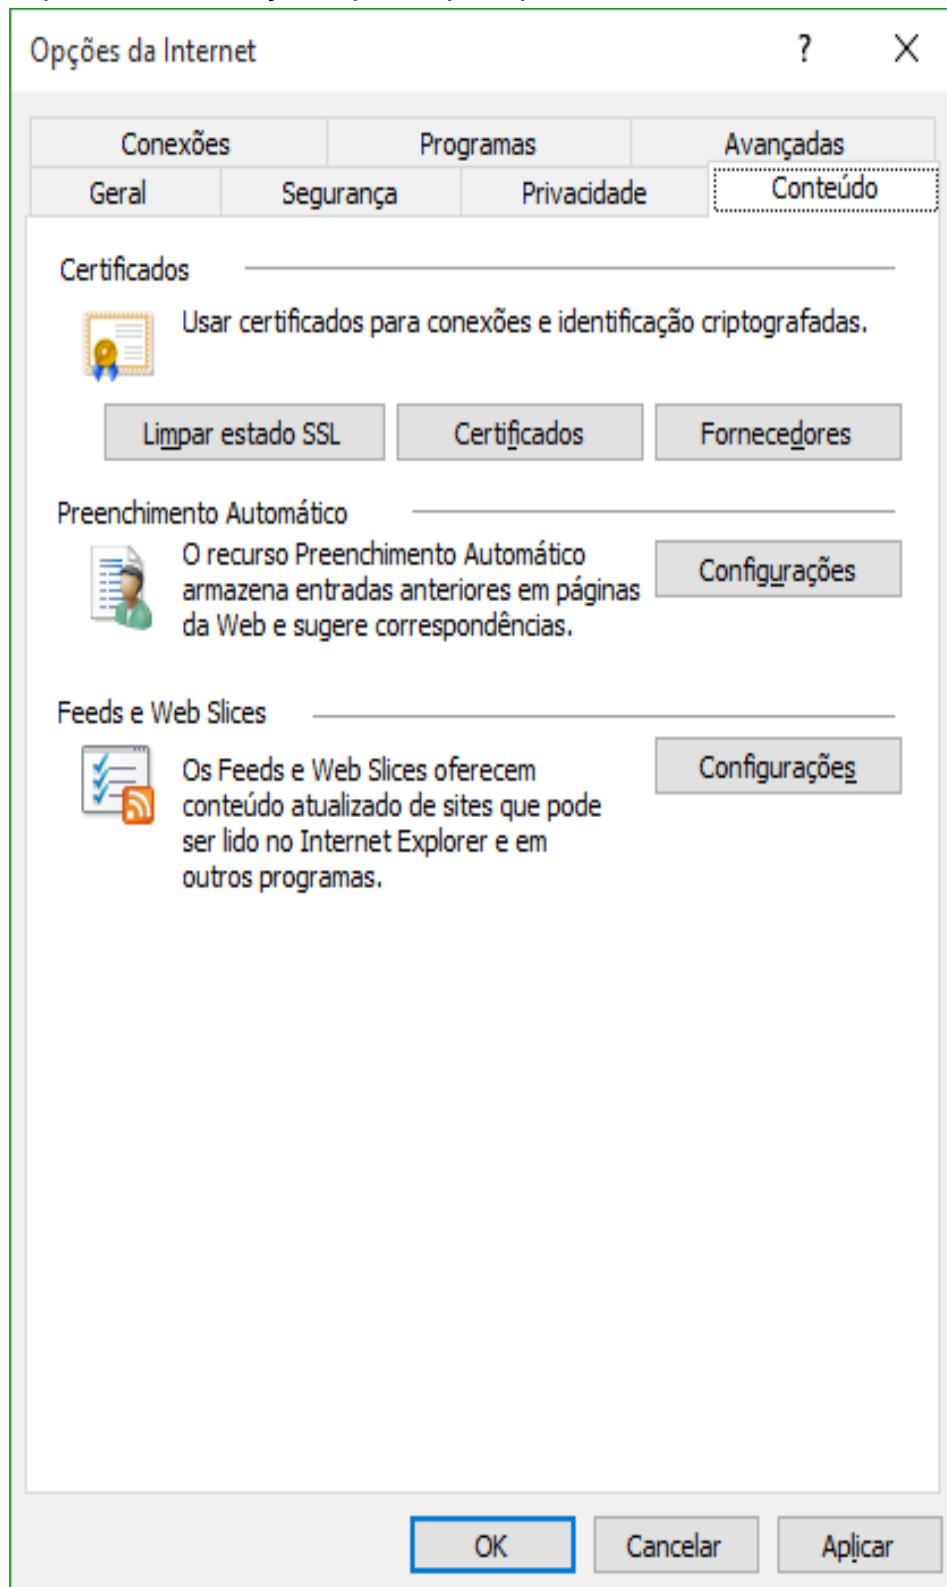 Opções da Internet ?
Conexões Programas Avançadas
Geral Segurança Privacidade Conteúdo
Certificados
Usar certificados para conexões e identificação criptografadas.
Limpar estado SSL Certificados Fornecedores
Preenchimento Automático
O recurso Preenchimento Automático
armazena entradas anteriores em páginas
da Web e sugere correspondências.
Configurações
Feeds e Web Slices
Os Feeds e Web Slices oferecem
conteúdo atualizado de sites que pode
ser lido no Internet Explorer e em
outros programas.
Configurações
OK Cancelar Aplicar